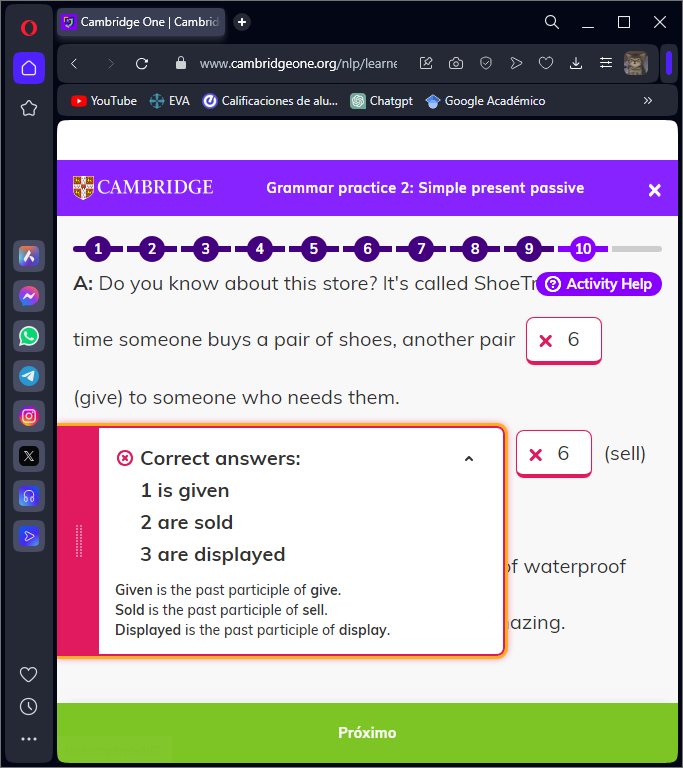 Cambridge One | Cambrid
www.cambridgeone.org/nlp/learne
YouTube EVA Calificaciones de alu... Chatgpt Google Académico »
CAMBRIDGE
Grammar practice 2: Simple present passive
1 2 3 4 5 6 7 8 9 10
A: Do you know about this store? It's called ShoeTr
Activity Help
time someone buys a pair of shoes, another pair 6
(give) to someone who needs them.
6 (sell)
Correct answers:
1 is given
2 are sold
3 are displayed
of waterproof
Given is the past participle of give.
Sold is the past participle of sell.
azing.
Displayed is the past participle of display.
Próximo